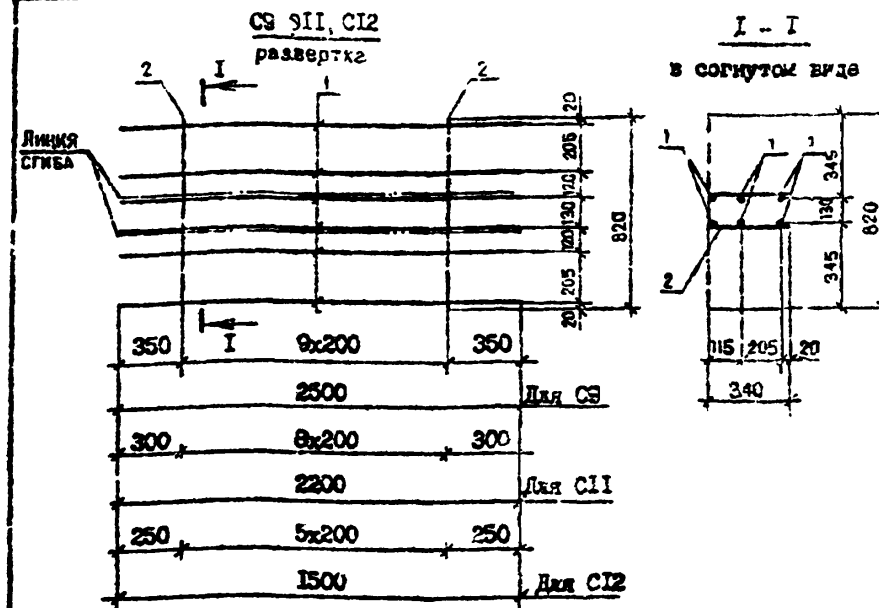 С9 С11, С12
развертка
I - I
в согнутом виде
2
I
1
2
Линия
сгиба
20
205
120
130
120
205
20
820
1
1
1
345
130
345
820
2
I
350
9х200
350
115
205
20
340
2500
Для С9
300
8х200
300
2200
Для С11
250
5х200
250
1500
Для С12